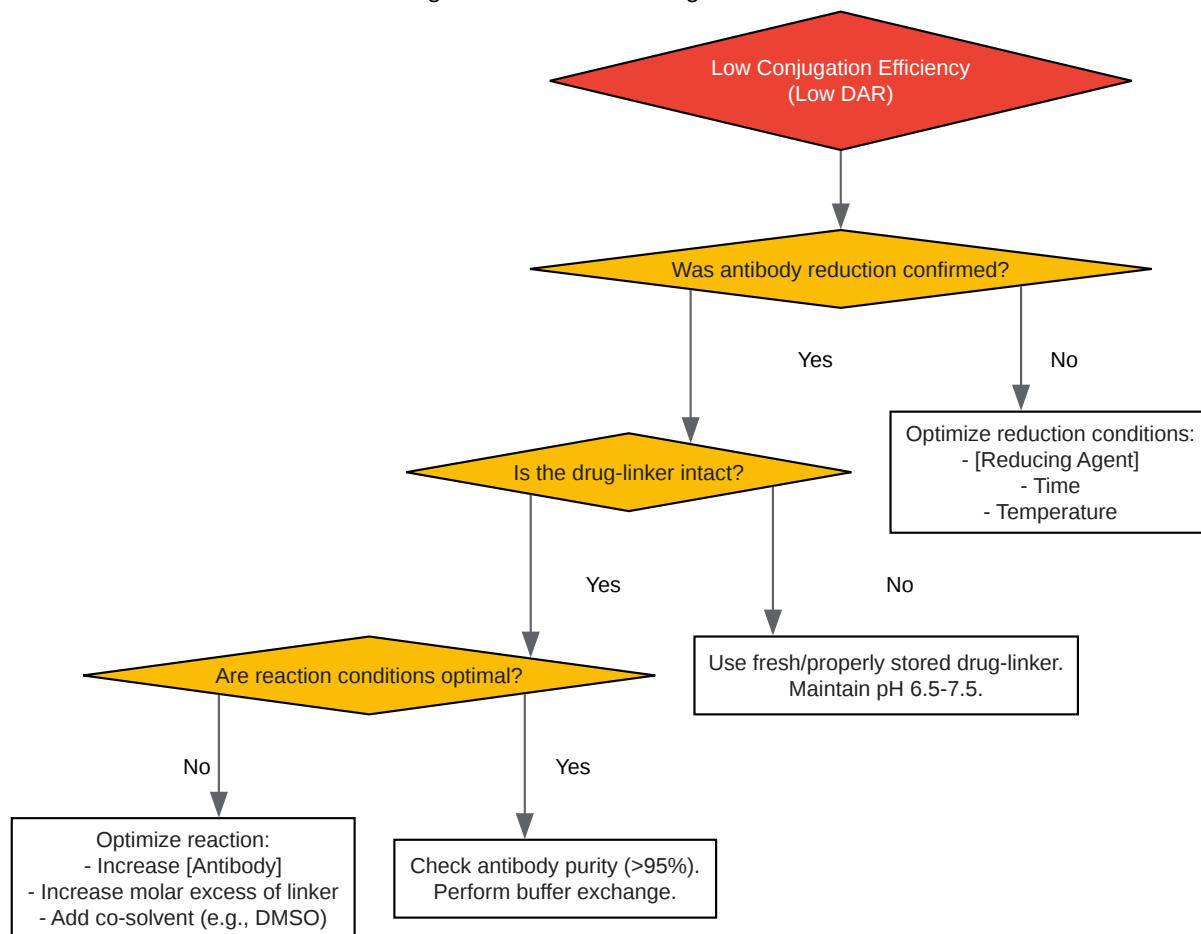 Low Conjugation Efficiency
(Low DAR)
Was antibody reduction confirmed?
Yes
No
Optimize reduction conditions:
- [Reducing Agent]
- Time
- Temperature
Is the drug-linker intact?
Yes
No
Use fresh/properly stored drug-linker.
Maintain pH 6.5-7.5.
Are reaction conditions optimal?
No
Yes
Optimize reaction:
- Increase [Antibody]
- Increase molar excess of linker
- Add co-solvent (e.g., DMSO)
Check antibody purity (>95%).
Perform buffer exchange.